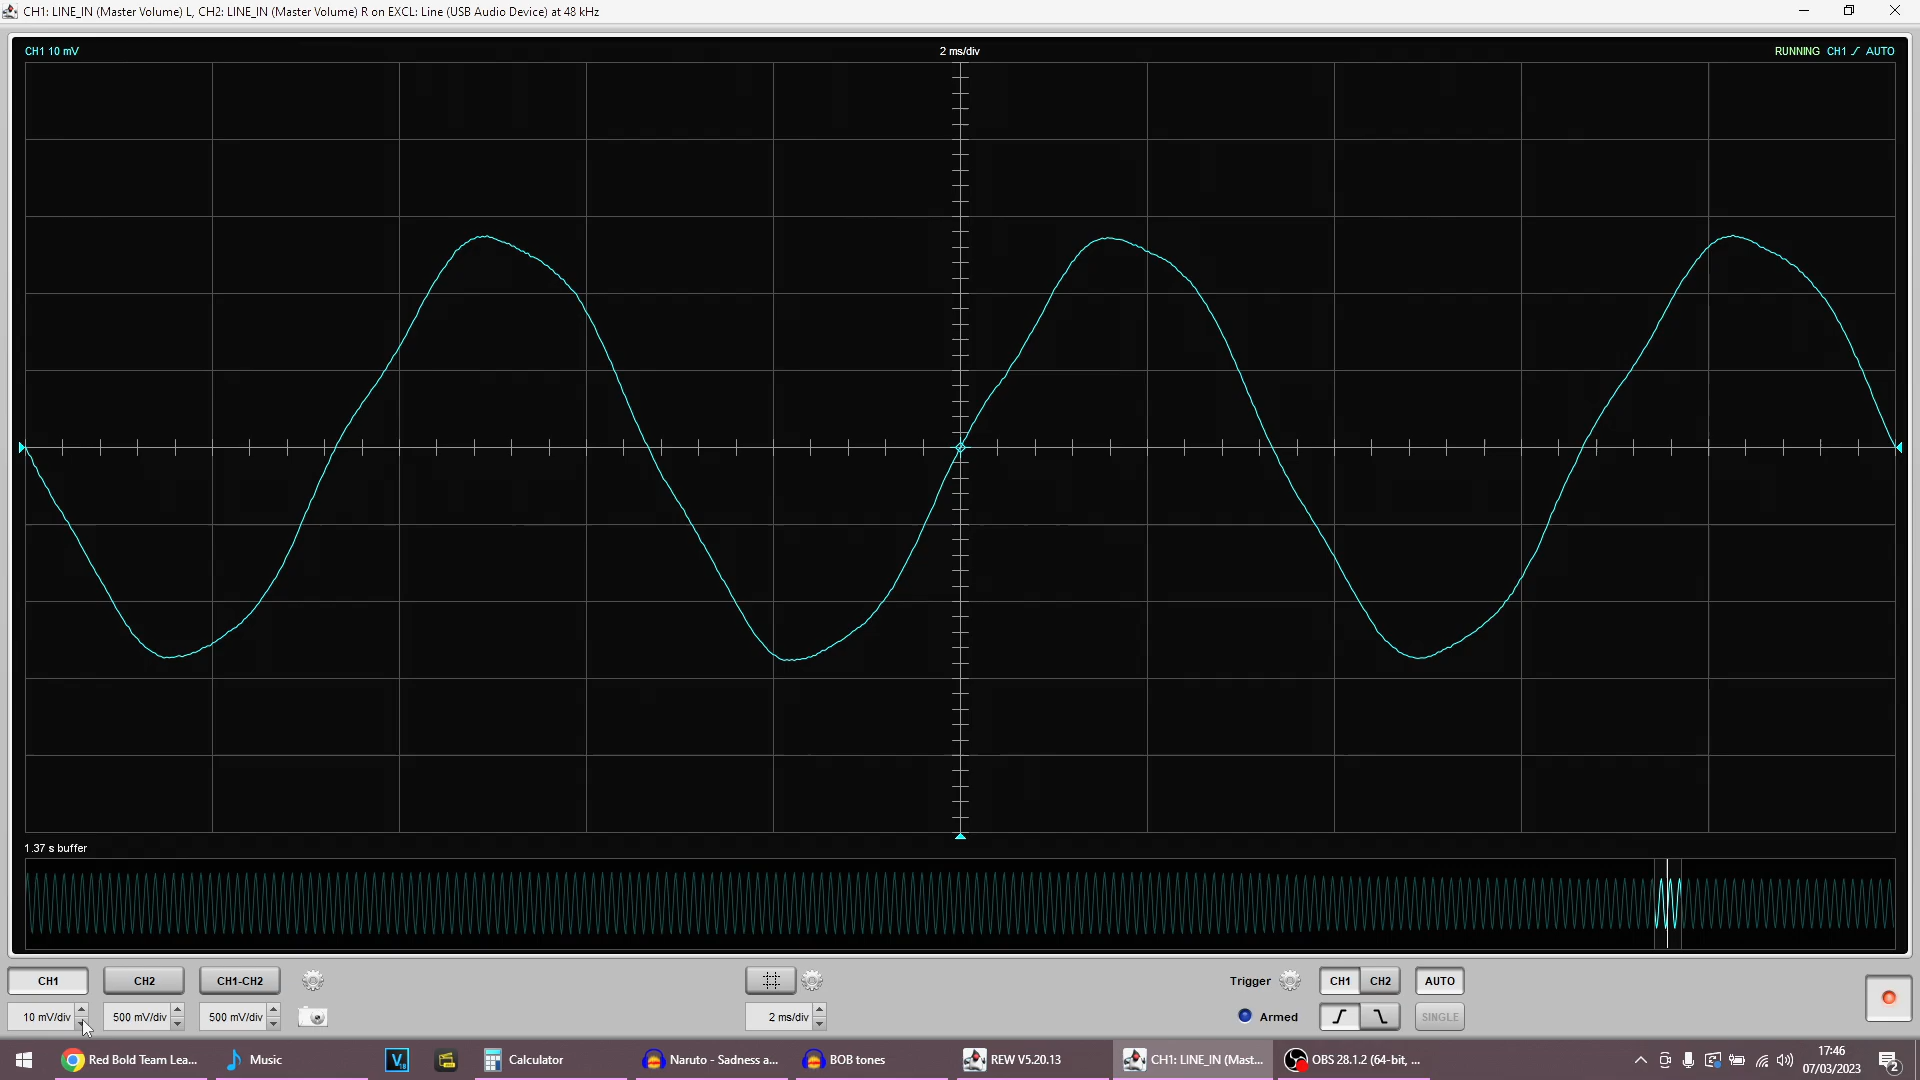 CH1: LINE_IN (Master Volume) L, CH2: LINE_IN (Master Volume) R on EXCL: Line (USB Audio Device) at 48 kHz
CH1 10 mV
2 ms/div
RUNNING CH1 AUTO
1.37 s buffer
CH1
CH2
CH1-CH2
Trigger
CH1
CH2
AUTO
10 mV/div
500 mV/div
500 mV/div
2 ms/div
Armed
SINGLE
Red Bold Team Lea...
Music
Calculator
Naruto - Sadness a...
BOB tones
REW V5.20.13
CH1: LINE_IN (Mast...
OBS 28.1.2 (64-bit, ...
17:46
07/03/2023
2